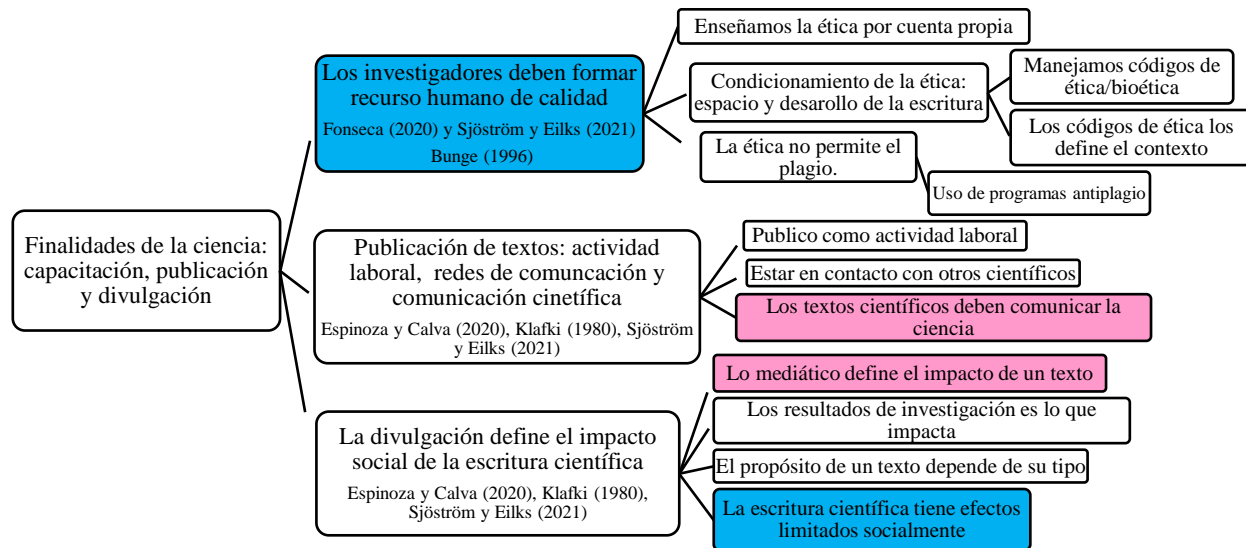 Finalidades de la ciencia:
capacitación, publicación
y divulgación
Los investigadores deben formar
recurso humano de calidad
Fonseca (2020) y Sjöström y Eilks (2021)
Bunge (1996)
Enseñamos la ética por cuenta propia
Condicionamiento de la ética:
espacio y desarollo de la escritura
Manejamos códigos de
ética/bioética
Los códigos de ética los
define el contexto
La ética no permite el
plagio.
Uso de programas antiplagio
Publicación de textos: actividad
laboral, redes de comuncación y
comunicación cinetífica
Espinoza y Calva (2020), Klafki (1980), Sjöström
y Eilks (2021)
Publico como actividad laboral
Estar en contacto con otros científicos
Los textos científicos deben comunicar la
ciencia
La divulgación define el impacto
social de la escritura científica
Espinoza y Calva (2020), Klafki (1980),
Sjöström y Eilks (2021)
Lo mediático define el impacto de un texto
Los resultados de investigación es lo que
impacta
El propósito de un texto depende de su tipo
La escritura científica tiene efectos
limitados socialmente